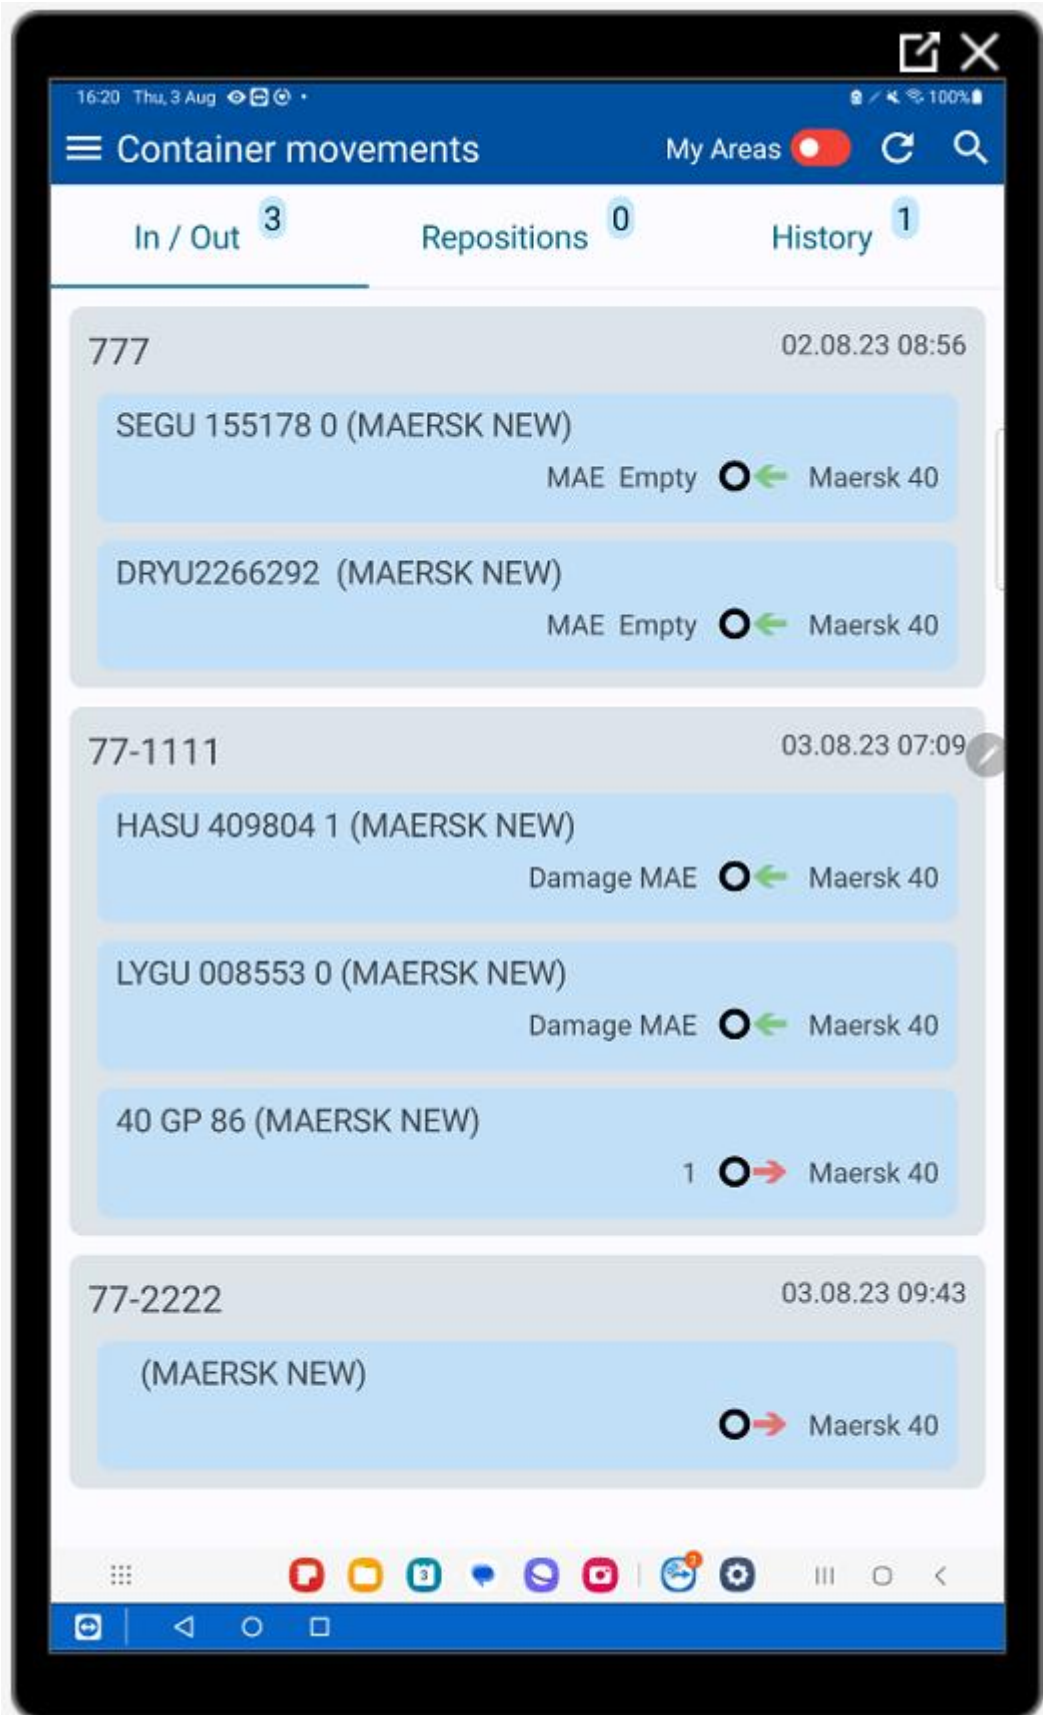 16:20 Thu, 3 Aug
100%
Container movements
My Areas
In / Out 3
Repositions 0
History 1
777
02.08.23 08:56
SEGU 155178 0 (MAERSK NEW)
MAE Empty Maersk 40
DRYU2266292 (MAERSK NEW)
MAE Empty Maersk 40
77-1111
03.08.23 07:09
HASU 409804 1 (MAERSK NEW)
Damage MAE Maersk 40
LYGU 008553 0 (MAERSK NEW)
Damage MAE Maersk 40
40 GP 86 (MAERSK NEW)
1 Maersk 40
77-2222
03.08.23 09:43
(MAERSK NEW)
Maersk 40
3